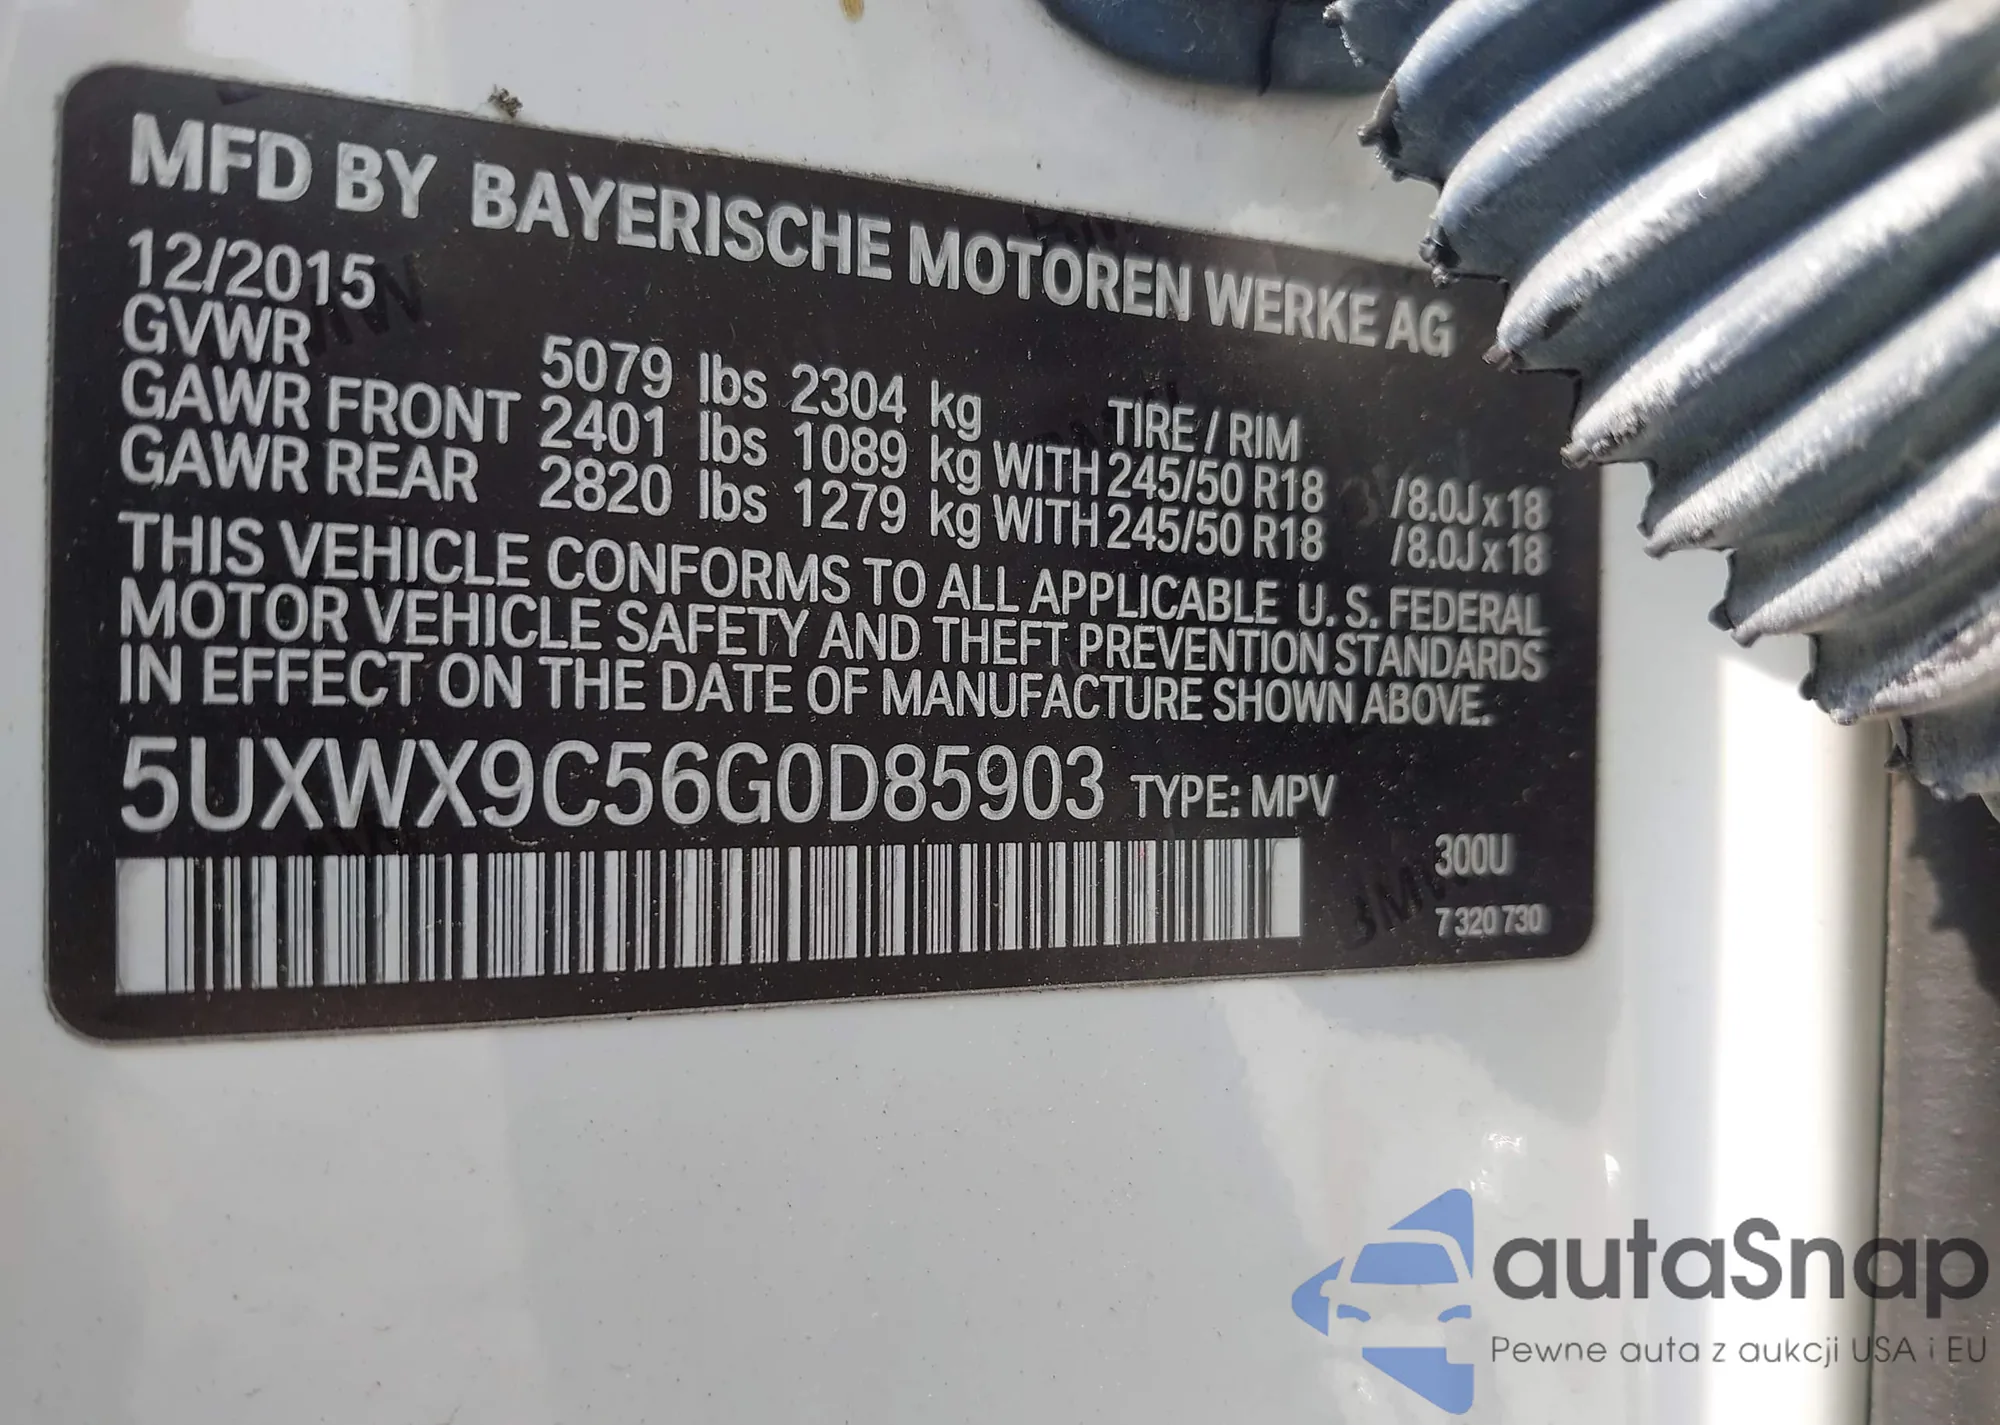 MFD BY BAYERISCHE MOTOREN WERKE AG
12/2015
GVWR 5079 lbs 2304 kg TIRE / RIM
GAWR FRONT 2401 lbs 1089 kg WITH 245/50 R18 /8.0J x 18
GAWR REAR 2820 lbs 1279 kg WITH 245/50 R18 /8.0J x 18
THIS VEHICLE CONFORMS TO ALL APPLICABLE U. S. FEDERAL
MOTOR VEHICLE SAFETY AND THEFT PREVENTION STANDARDS
IN EFFECT ON THE DATE OF MANUFACTURE SHOWN ABOVE.
5UXWX9C56G0D85903 TYPE: MPV
300U
7 320 730
autaSnap
Pewne auta z aukcji USA i EU